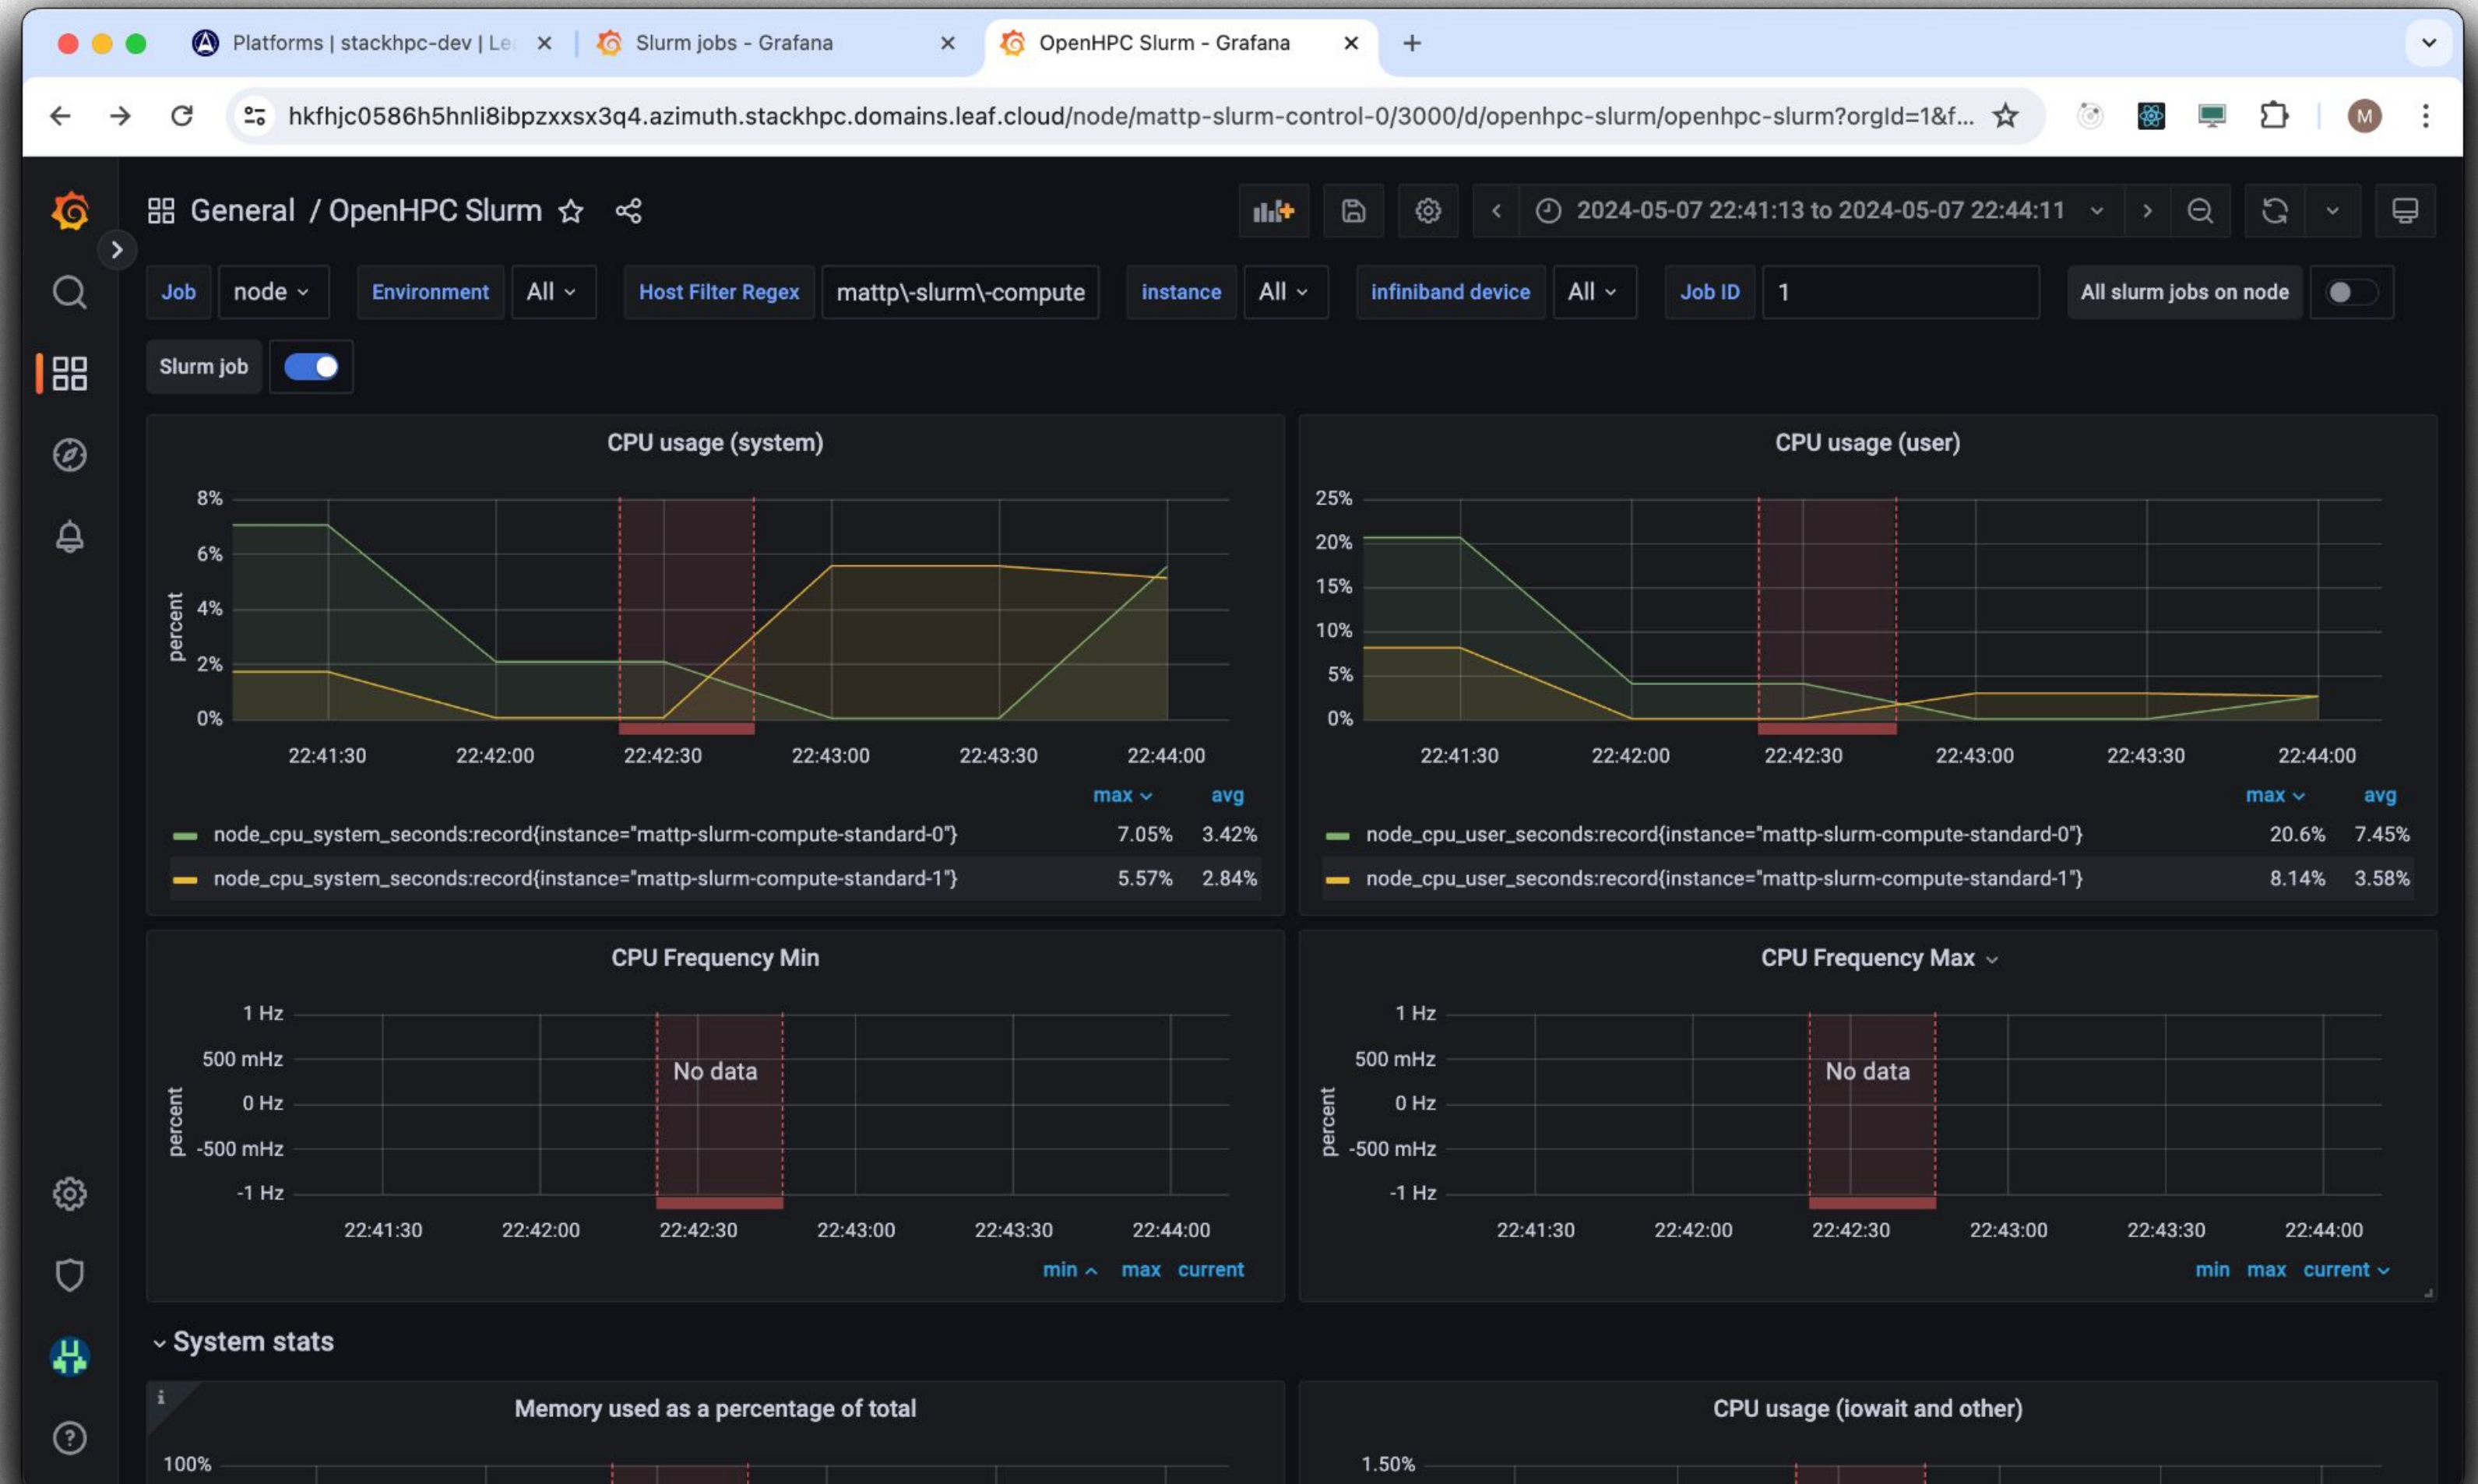 Platforms | stackhpc-dev | Le
Slurm jobs - Grafana
OpenHPC Slurm - Grafana
hkfhjc0586h5hnli8ibpzxxsx3q4.azimuth.stackhpc.domains.leaf.cloud/node/mattp-slurm-control-0/3000/d/openhpc-slurm/openhpc-slurm?orgId=1&f...
M
General / OpenHPC Slurm
2024-05-07 22:41:13 to 2024-05-07 22:44:11
Job node Environment All Host Filter Regex mattp\-slurm\-compute instance All infiniband device All Job ID 1 All slurm jobs on node
Slurm job
CPU usage (system)
percent
8%
6%
4%
2%
0%
22:41:30 22:42:00 22:42:30 22:43:00 22:43:30 22:44:00
max avg
node_cpu_system_seconds:record{instance="mattp-slurm-compute-standard-0"} 7.05% 3.42%
node_cpu_system_seconds:record{instance="mattp-slurm-compute-standard-1"} 5.57% 2.84%
CPU usage (user)
25%
20%
15%
10%
5%
0%
22:41:30 22:42:00 22:42:30 22:43:00 22:43:30 22:44:00
max avg
node_cpu_user_seconds:record{instance="mattp-slurm-compute-standard-0"} 20.6% 7.45%
node_cpu_user_seconds:record{instance="mattp-slurm-compute-standard-1"} 8.14% 3.58%
CPU Frequency Min
percent
1 Hz
500 mHz
0 Hz
-500 mHz
-1 Hz
No data
22:41:30 22:42:00 22:42:30 22:43:00 22:43:30 22:44:00
min max current
CPU Frequency Max
percent
1 Hz
500 mHz
0 Hz
-500 mHz
-1 Hz
No data
22:41:30 22:42:00 22:42:30 22:43:00 22:43:30 22:44:00
min max current
System stats
i
Memory used as a percentage of total
100%
CPU usage (iowait and other)
1.50%